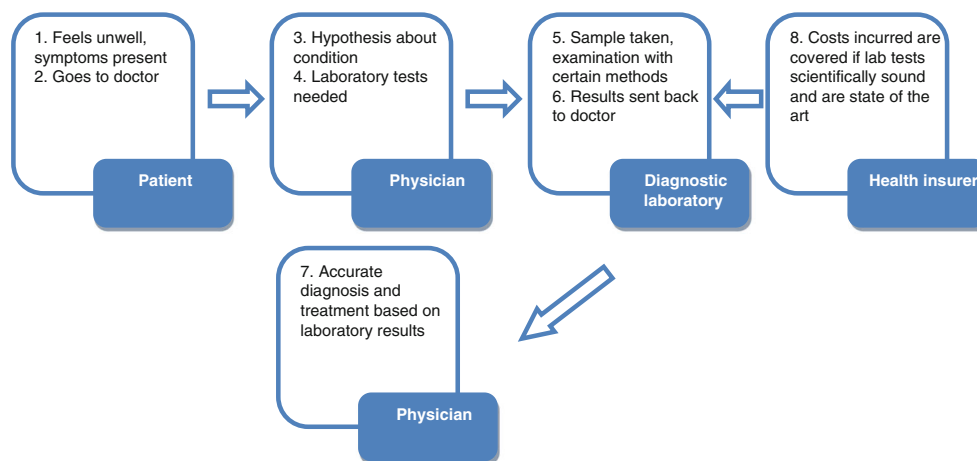 1. Feels unwell,
symptoms present
2. Goes to doctor
Patient
3. Hypothesis about
condition
4. Laboratory tests
needed
Physician
5. Sample taken,
examination with
certain methods
6. Results sent back
to doctor
Diagnostic
laboratory
8. Costs incurred are
covered if lab tests
scientifically sound
and are state of the
art
Health insurer
7. Accurate
diagnosis and
treatment based on
laboratory results
Physician